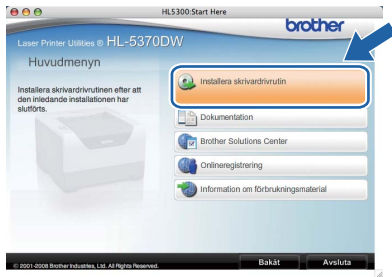 HL5300:Start Here
brother
Laser Printer Utilities ® HL-5370DW
Huvudmenyn
Installera skrivardrivrutinen efter att
den inledande installationen har
slutförts.
Installera skrivardrivrutin
Dokumentation
Brother Solutions Center
Onlineregistrering
Information om förbrukningsmaterial
© 2001-2008 Brother Industries, Ltd. All Rights Reserved.
Bakåt
Avsluta